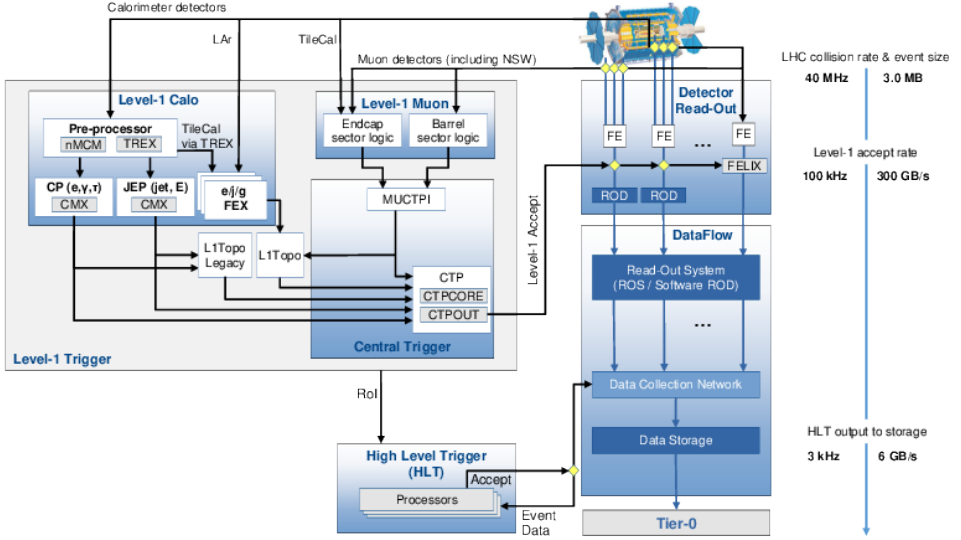 Calorimeter detectors
LAr
TileCal
Muon detectors (including NSW)
Level-1 Calo
Pre-processor
nMCM
TREX
TileCal
via TREX
CP (e,γ,τ)
CMX
JEP (jet, E)
CMX
e/j/g
FEX
Level-1 Muon
Endcap
sector logic
Barrel
sector logic
MUCTPI
L1Topo
Legacy
L1Topo
CTP
CTPCORE
CTPOUT
Central Trigger
Level-1 Trigger
Level-1 Accept
RoI
High Level Trigger
(HLT)
Accept
Processors
Event
Data
Detector
Read-Out
FE
FE
FE
...
FELIX
ROD
ROD
DataFlow
Read-Out System
(ROS / Software ROD)
...
Data Collection Network
Data Storage
Tier-0
LHC collision rate & event size
40 MHz
3.0 MB
Level-1 accept rate
100 kHz
300 GB/s
HLT output to storage
3 kHz
6 GB/s